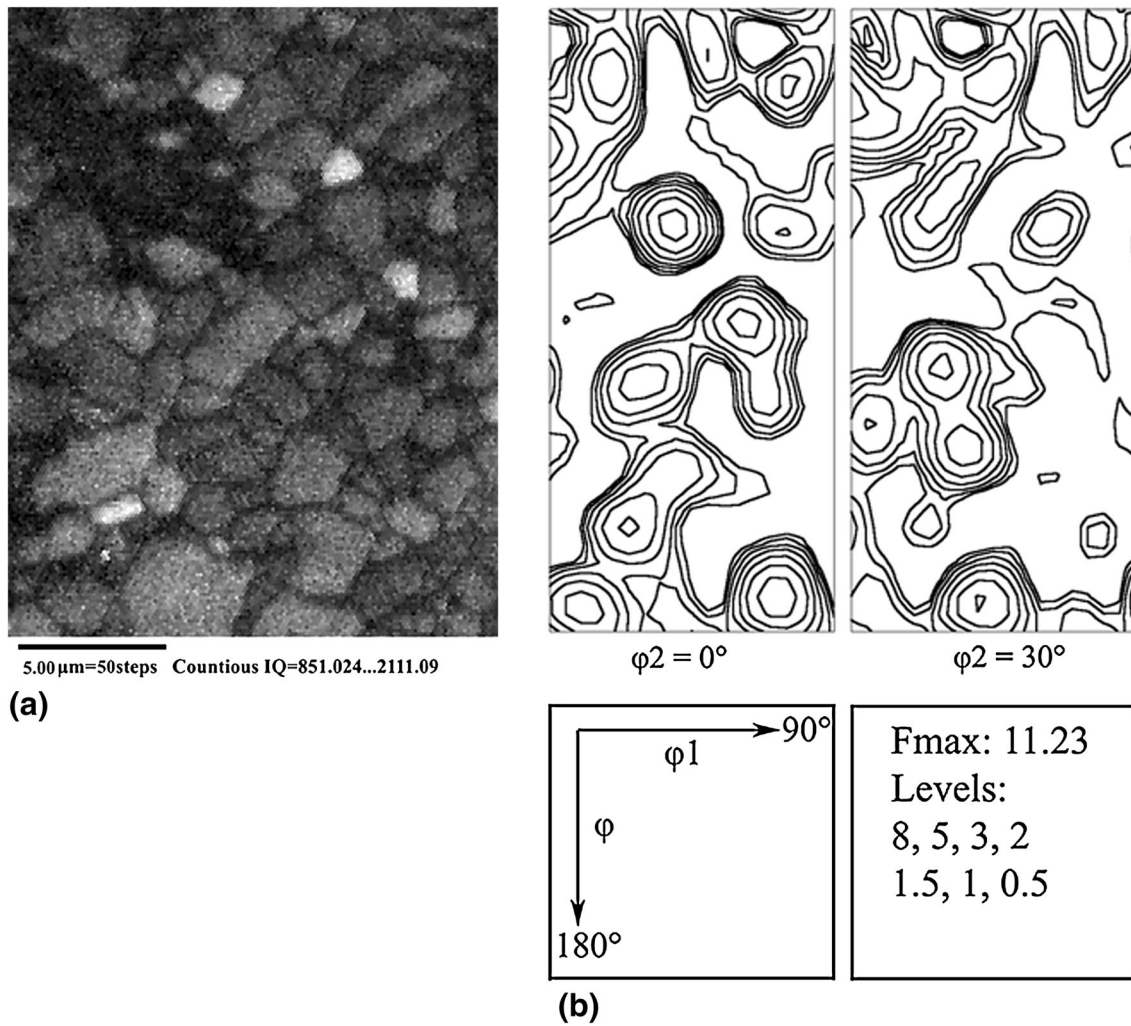 5.00 μm=50steps Countious IQ=851.024...2111.09
(a)
φ2 = 0°
φ2 = 30°
90°
φ1
φ
180°
Fmax: 11.23
Levels:
8, 5, 3, 2
1.5, 1, 0.5
(b)